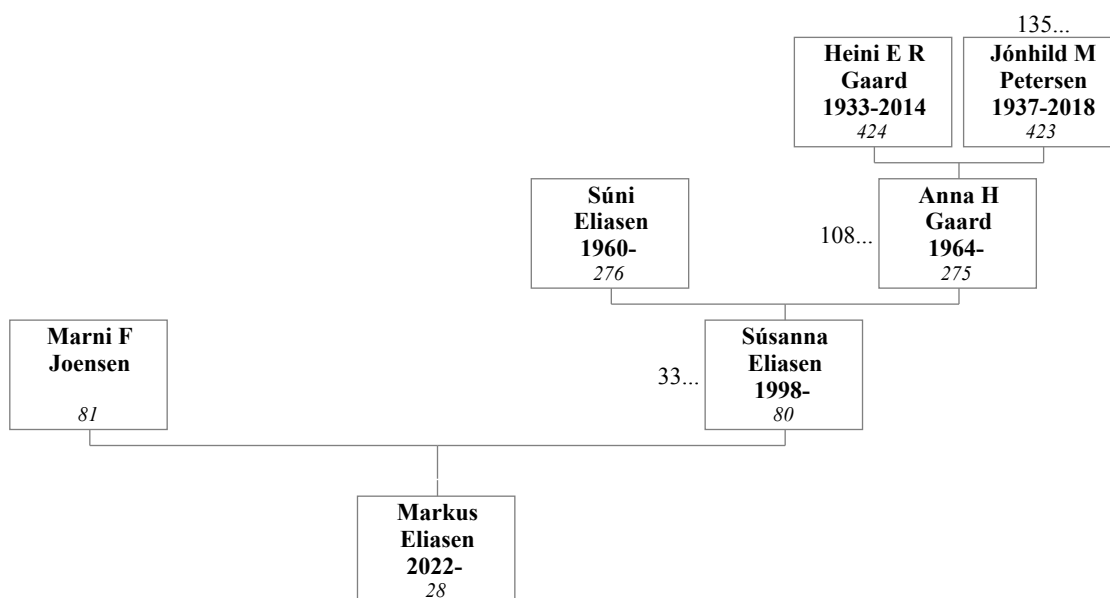 135...
Heini E R
Gaard
1933-2014
424
Jónhild M
Petersen
1937-2018
423
Súni
Eliasen
1960-
276
108...
Anna H
Gaard
1964-
275
Marni F
Joensen
81
33...
Súsanna
Eliasen
1998-
80
Markus
Eliasen
2022-
28